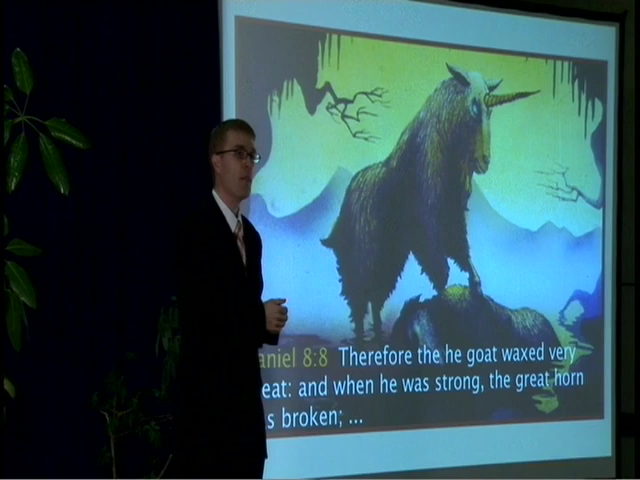 aniel 8:8 Therefore the he goat waxed very
eat: and when he was strong, the great horn
s broken; ...